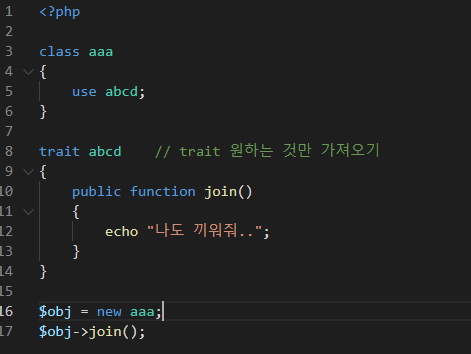 1 <?php
2
3 class aaa
4 {
5     use abcd;
6 }
7
8 trait abcd    // trait 원하는 것만 가져오기
9 {
10     public function join()
11     {
12         echo "나도 끼워줘..";
13     }
14 }
15
16 $obj = new aaa;
17 $obj->join();